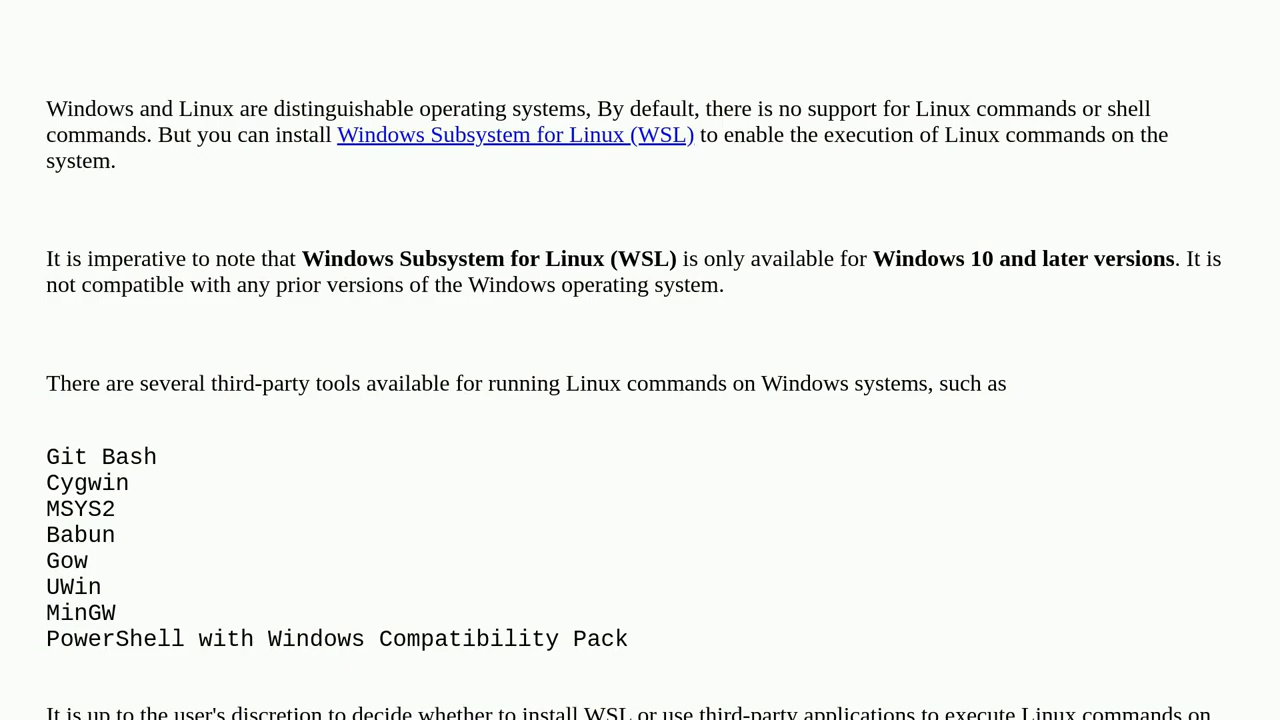 Windows and Linux are distinguishable operating systems, By default, there is no support for Linux commands or shell
commands. But you can install Windows Subsystem for Linux (WSL) to enable the execution of Linux commands on the
system.
It is imperative to note that Windows Subsystem for Linux (WSL) is only available for Windows 10 and later versions. It is
not compatible with any prior versions of the Windows operating system.
There are several third-party tools available for running Linux commands on Windows systems, such as
Git Bash
Cygwin
MSYS2
Babun
Gow
UWin
MinGW
PowerShell with Windows Compatibility Pack
It is up to the user's discretion to decide whether to install WSL or use third-party applications to execute Linux commands on